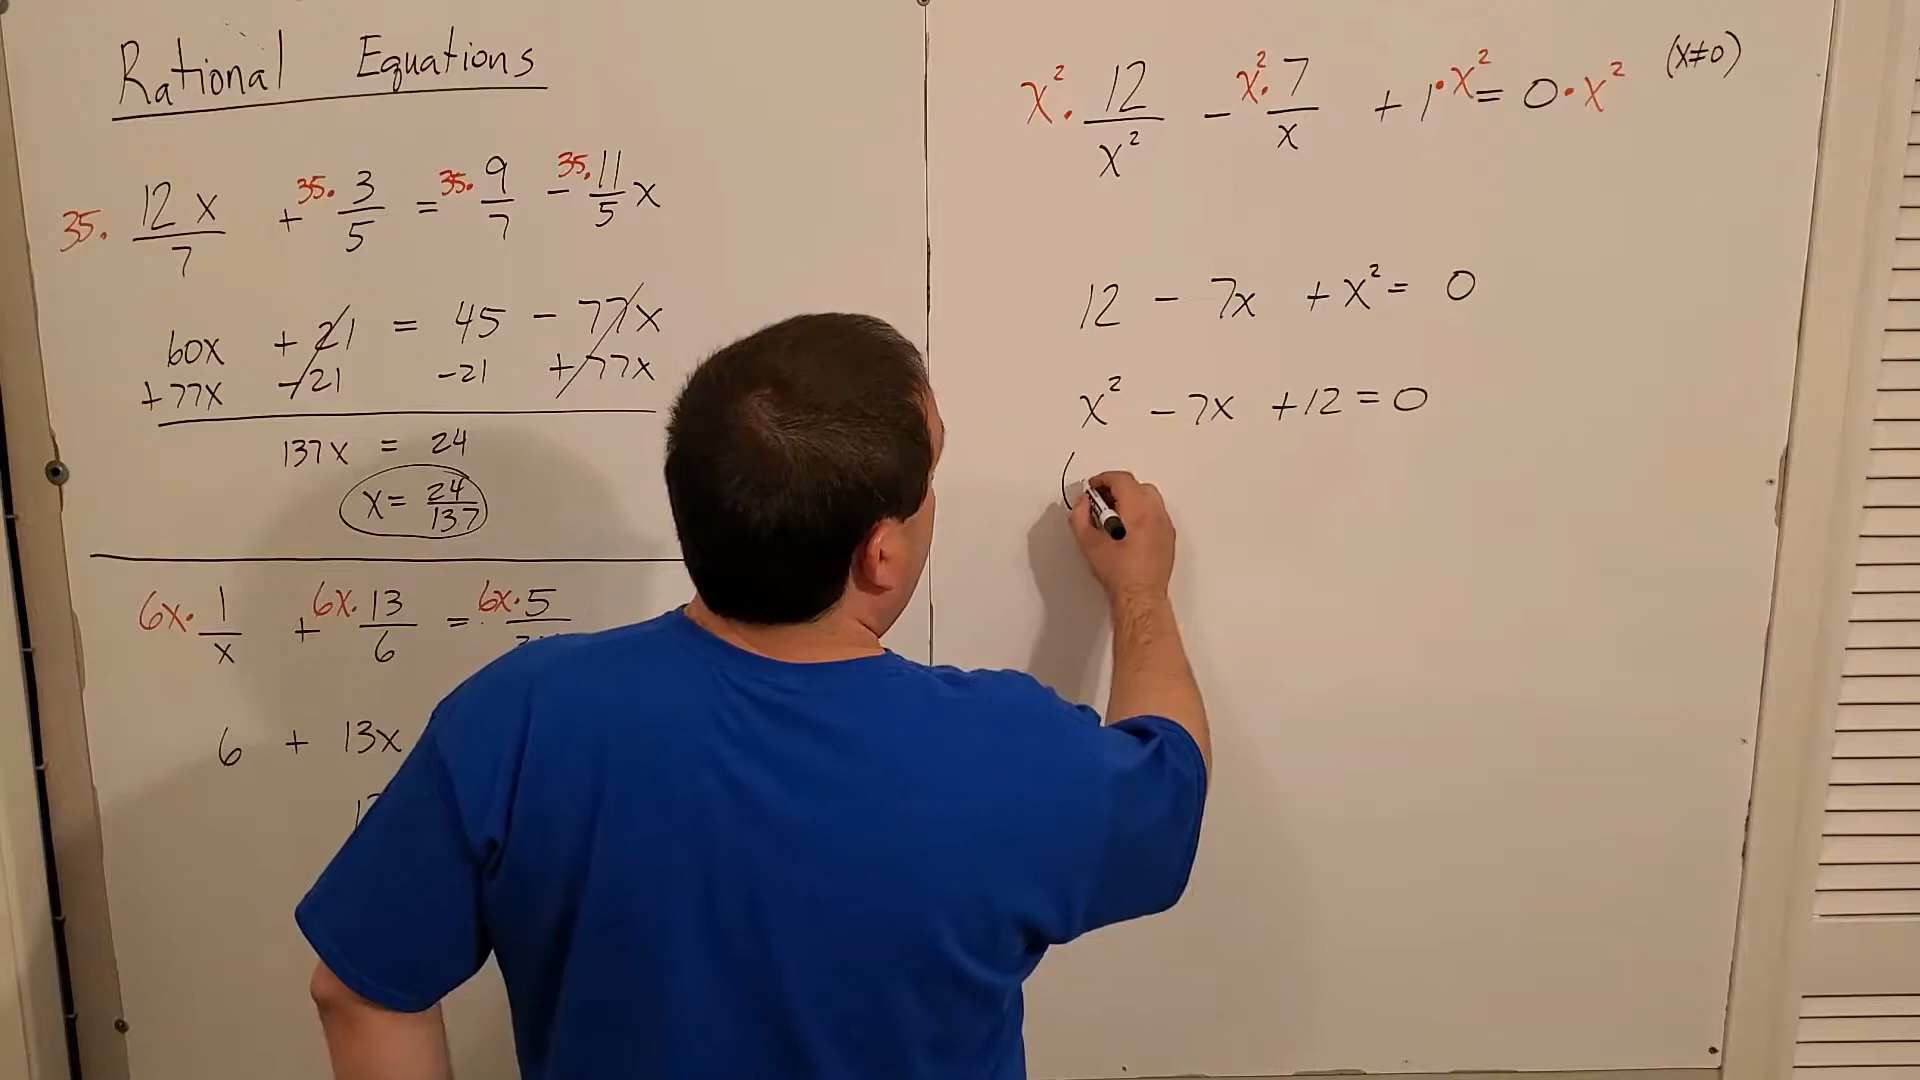 Rational Equations
35. 12x/7 + 35. 3/5 = 35. 9/7 - 35. 11/5 x
60x + 21 = 45 - 77x
+77x -21 -21 +77x
137x = 24
x = 24/137
6x. 1/x + 6x. 13/6 = 6x. 5
6 + 13x
x². 12/x² - x². 7/x + 1·x² = 0·x² (x≠0)
12 - 7x + x² = 0
x² - 7x + 12 = 0
(